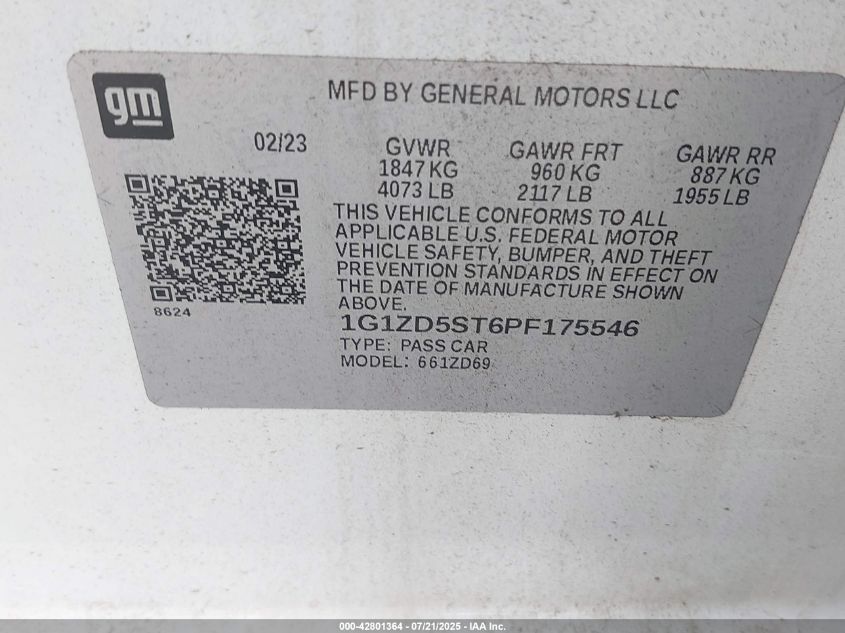 gm
MFD BY GENERAL MOTORS LLC
02/23
GVWR
1847 KG
4073 LB
GAWR FRT
960 KG
2117 LB
GAWR RR
887 KG
1955 LB
THIS VEHICLE CONFORMS TO ALL
APPLICABLE U.S. FEDERAL MOTOR
VEHICLE SAFETY, BUMPER, AND THEFT
PREVENTION STANDARDS IN EFFECT ON
THE DATE OF MANUFACTURE SHOWN
ABOVE.
8624
1G1ZD5ST6PF175546
TYPE: PASS CAR
MODEL: 661ZD69
000-42801364 - 07/21/2025 - IAA Inc.